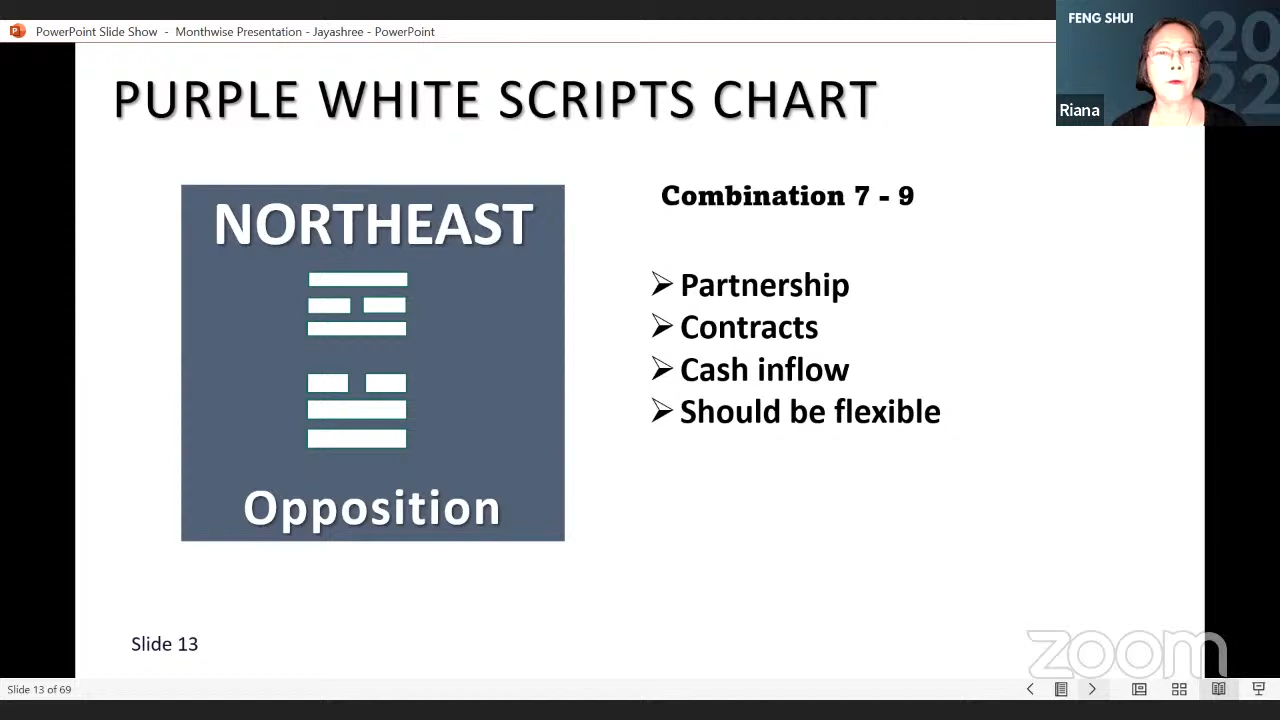 PowerPoint Slide Show - Monthwise Presentation - Jayashree - PowerPoint
FENG SHUI
2022
Riana
PURPLE WHITE SCRIPTS CHART
NORTHEAST
Opposition
Combination 7 - 9
Partnership
Contracts
Cash inflow
Should be flexible
Slide 13
zoom
Slide 13 of 69